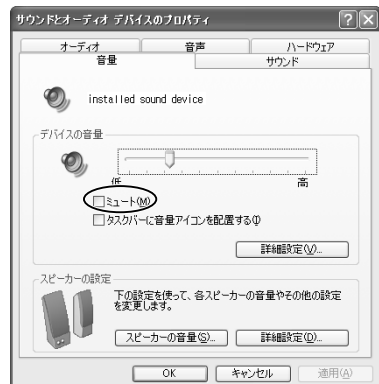 サウンドとオーディオ デバイスのプロパティ
オーディオ 音声 ハードウェア
音量 サウンド
installed sound device
デバイスの音量
低 高
ミュート(M)
タスクバーに音量アイコンを配置する(I)
詳細設定(V)...
スピーカーの設定
下の設定を使って、各スピーカーの音量やその他の設定
を変更します。
スピーカーの音量(S)... 詳細設定(D)...
OK キャンセル 適用(A)